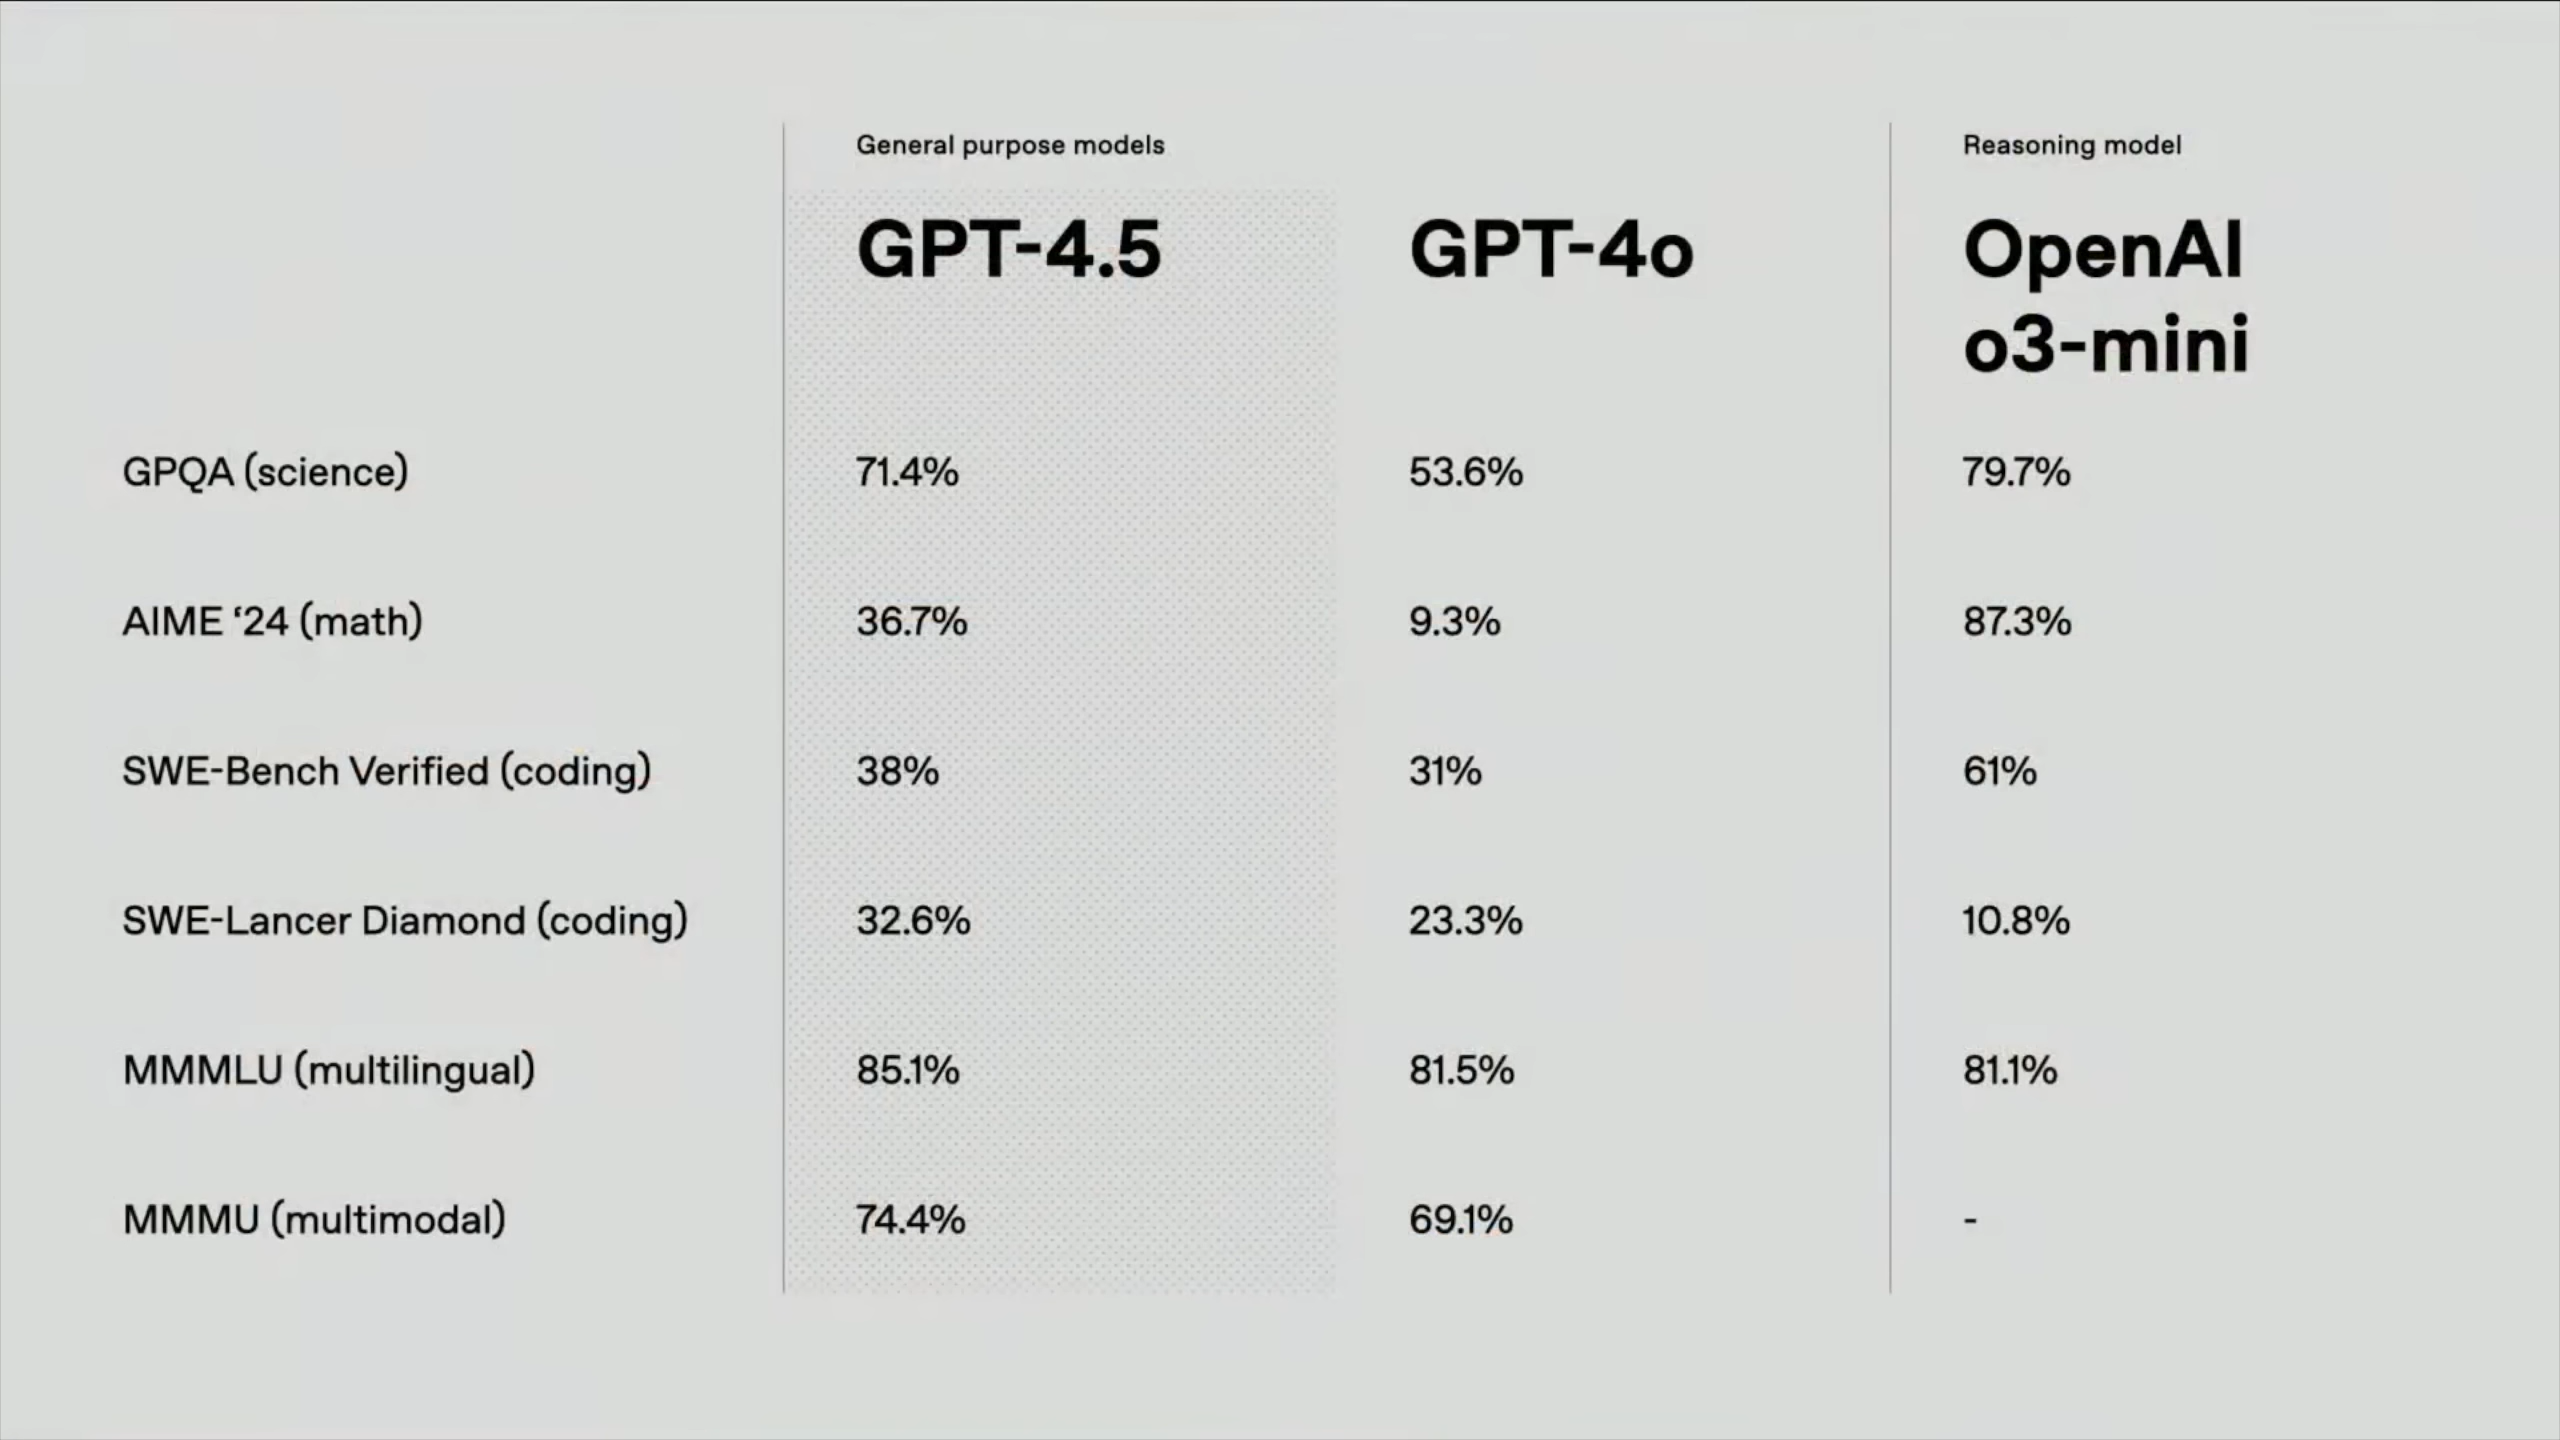 General purpose models
Reasoning model
GPT-4.5
GPT-4o
OpenAI
o3-mini
GPQA (science) 71.4% 53.6% 79.7%
AIME ‘24 (math) 36.7% 9.3% 87.3%
SWE-Bench Verified (coding) 38% 31% 61%
SWE-Lancer Diamond (coding) 32.6% 23.3% 10.8%
MMMLU (multilingual) 85.1% 81.5% 81.1%
MMMU (multimodal) 74.4% 69.1% -